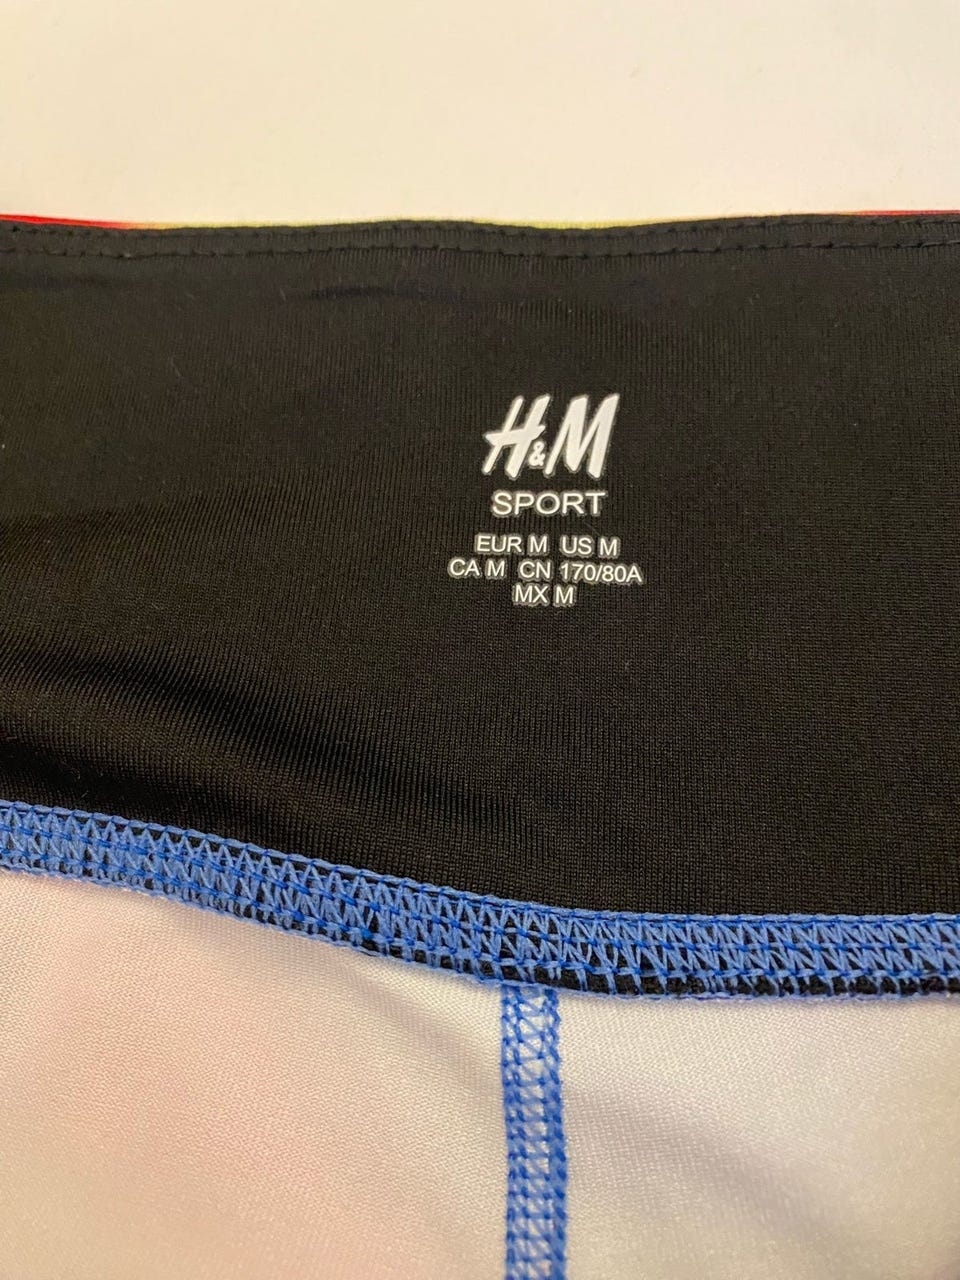 H&M
SPORT
EUR M US M
CA M CN 170/80A
MX M